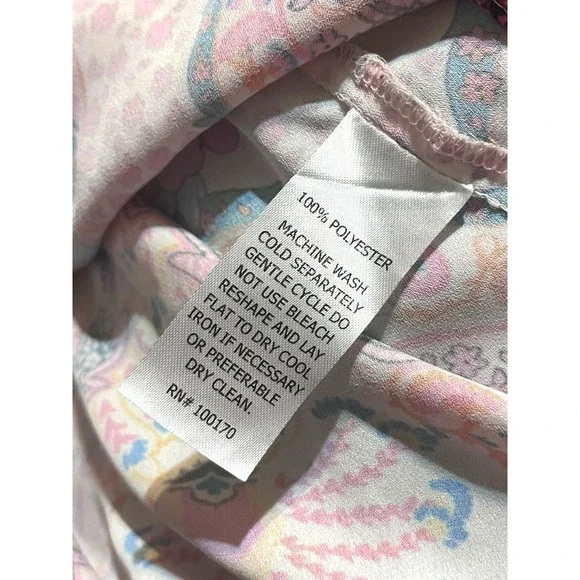 100% POLYESTER
MACHINE WASH
COLD SEPARATELY
GENTLE CYCLE DO
NOT USE BLEACH
RESHAPE AND LAY
FLAT TO DRY COOL
IRON IF NECESSARY
OR PREFERABLE
DRY CLEAN.
RN# 100170